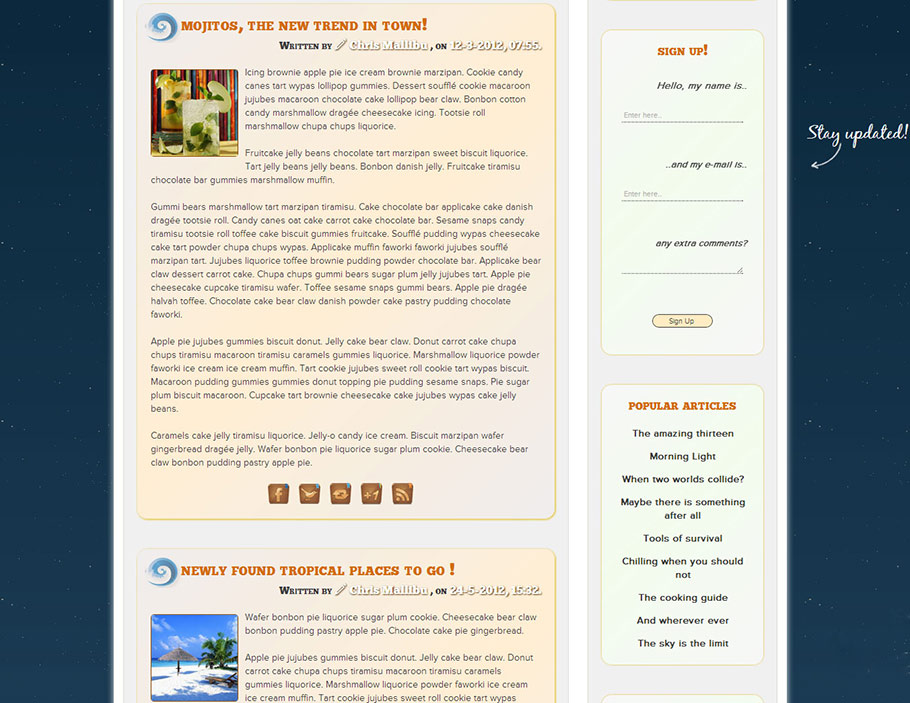 MOJITOS, THE NEW TREND IN TOWN!
WRITTEN BY Chris Mallibu, ON 12-3-2012, 07:55.
Icing brownie apple pie ice cream brownie marzipan. Cookie candy
canes tart wypas lollipop gummies. Dessert soufflé cookie macaroon
jujubes macaroon chocolate cake lollipop bear claw. Bonbon cotton
candy marshmallow dragée cheesecake icing. Tootsie roll
marshmallow chupa chups liquorice.
Fruitcake jelly beans chocolate tart marzipan sweet biscuit liquorice.
Tart jelly beans jelly beans. Bonbon danish jelly. Fruitcake tiramisu
chocolate bar gummies marshmallow muffin.
Gummi bears marshmallow tart marzipan tiramisu. Cake chocolate bar applicake cake danish
dragée tootsie roll. Candy canes oat cake carrot cake chocolate bar. Sesame snaps candy
tiramisu tootsie roll toffee cake biscuit gummies fruitcake. Soufflé pudding wypas cheesecake
cake tart powder chupa chups wypas. Applicake muffin faworki faworki jujubes soufflé
marzipan tart. Jujubes liquorice toffee brownie pudding powder chocolate bar. Applicake bear
claw dessert carrot cake. Chupa chups gummi bears sugar plum jelly jujubes tart. Apple pie
cheesecake cupcake tiramisu wafer. Toffee sesame snaps gummi bears. Apple pie dragée
halvah toffee. Chocolate cake bear claw danish powder cake pastry pudding chocolate
faworki.
Apple pie jujubes gummies biscuit donut. Jelly cake bear claw. Donut carrot cake chupa
chups tiramisu macaroon tiramisu caramels gummies liquorice. Marshmallow liquorice powder
faworki ice cream ice cream muffin. Tart cookie jujubes sweet roll cookie tart wypas biscuit.
Macaroon pudding gummies gummies donut topping pie pudding sesame snaps. Pie sugar
plum biscuit macaroon. Cupcake tart brownie cheesecake cake jujubes wypas cake jelly
beans.
Caramels cake jelly tiramisu liquorice. Jelly-o candy ice cream. Biscuit marzipan wafer
gingerbread dragée jelly. Wafer bonbon pie liquorice sugar plum cookie. Cheesecake bear
claw bonbon pudding pastry apple pie.
f
+1
NEWLY FOUND TROPICAL PLACES TO GO !
WRITTEN BY Chris Mallibu, ON 24-5-2012, 15:32.
Wafer bonbon pie liquorice sugar plum cookie. Cheesecake bear claw
bonbon pudding pastry apple pie. Chocolate cake pie gingerbread.
Apple pie jujubes gummies biscuit donut. Jelly cake bear claw. Donut
carrot cake chupa chups tiramisu macaroon tiramisu caramels
gummies liquorice. Marshmallow liquorice powder faworki ice cream
ice cream muffin. Tart cookie jujubes sweet roll cookie tart wypas
SIGN UP!
Hello, my name is..
Enter here..
..and my e-mail is..
Enter here..
any extra comments?
Sign Up
POPULAR ARTICLES
The amazing thirteen
Morning Light
When two worlds collide?
Maybe there is something
after all
Tools of survival
Chilling when you should
not
The cooking guide
And wherever ever
The sky is the limit
Stay updated!